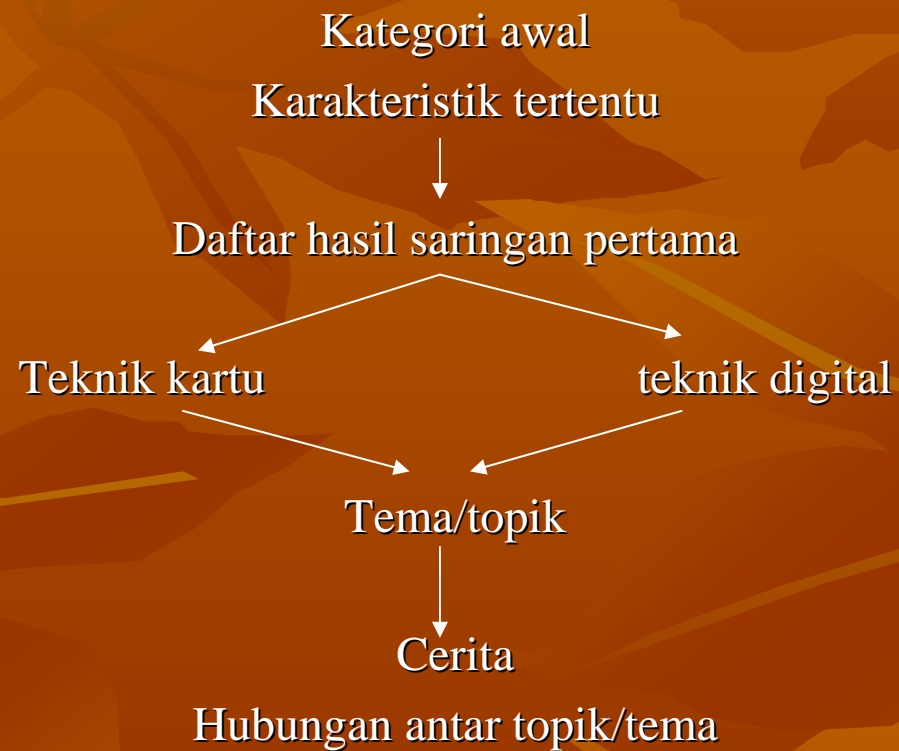 Kategori awal
Karakteristik tertentu
Daftar hasil saringan pertama
Teknik kartu
teknik digital
Tema/topik
Cerita
Hubungan antar topik/tema